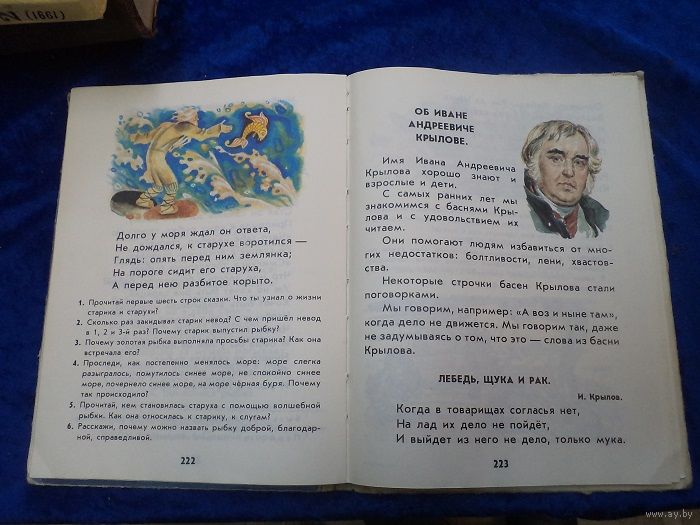 (1991)
Долго у моря ждал он ответа,
Не дождался, к старухе воротился —
Глядь: опять перед ним землянка;
На пороге сидит его старуха,
А перед нею разбитое корыто.
1. Прочитай первые шесть строк сказки. Что ты узнал о жизни
старика и старухи?
2. Сколько раз закидывал старик невод? С чем пришёл невод
в 1, 2 и 3-й раз? Почему старик выпустил рыбку?
3. Почему золотая рыбка выполняла просьбы старика? Как она
встречала его?
4. Проследи, как постепенно менялось море: море слегка
разыгралось, помутилось синее море, не спокойно синее
море, почернело синее море, на море чёрная буря. Почему
так происходило?
5. Прочитай, кем становилась старуха с помощью волшебной
рыбки. Как она относилась к старику, к слугам?
6. Расскажи, почему можно назвать рыбку доброй, благодар-
ной, справедливой.
222
ОБ ИВАНЕ
АНДРЕЕВИЧЕ
КРЫЛОВЕ.
Имя Ивана Андреевича
Крылова хорошо знают и
взрослые и дети.
С самых ранних лет мы
знакомимся с баснями Кры-
лова и с удовольствием их
читаем.
Они помогают людям избавиться от мно-
гих недостатков: болтливости, лени, хвастов-
ства.
Некоторые строчки басен Крылова стали
поговорками.
Мы говорим, например: «А воз и ныне там»,
когда дело не движется. Мы говорим так, даже
не задумываясь о том, что это — слова из басни
Крылова.
ЛЕБЕДЬ, ЩУКА И РАК.
И. Крылов.
Когда в товарищах согласья нет,
На лад их дело не пойдёт,
И выйдет из него не дело, только мука.
223
www.ay.by